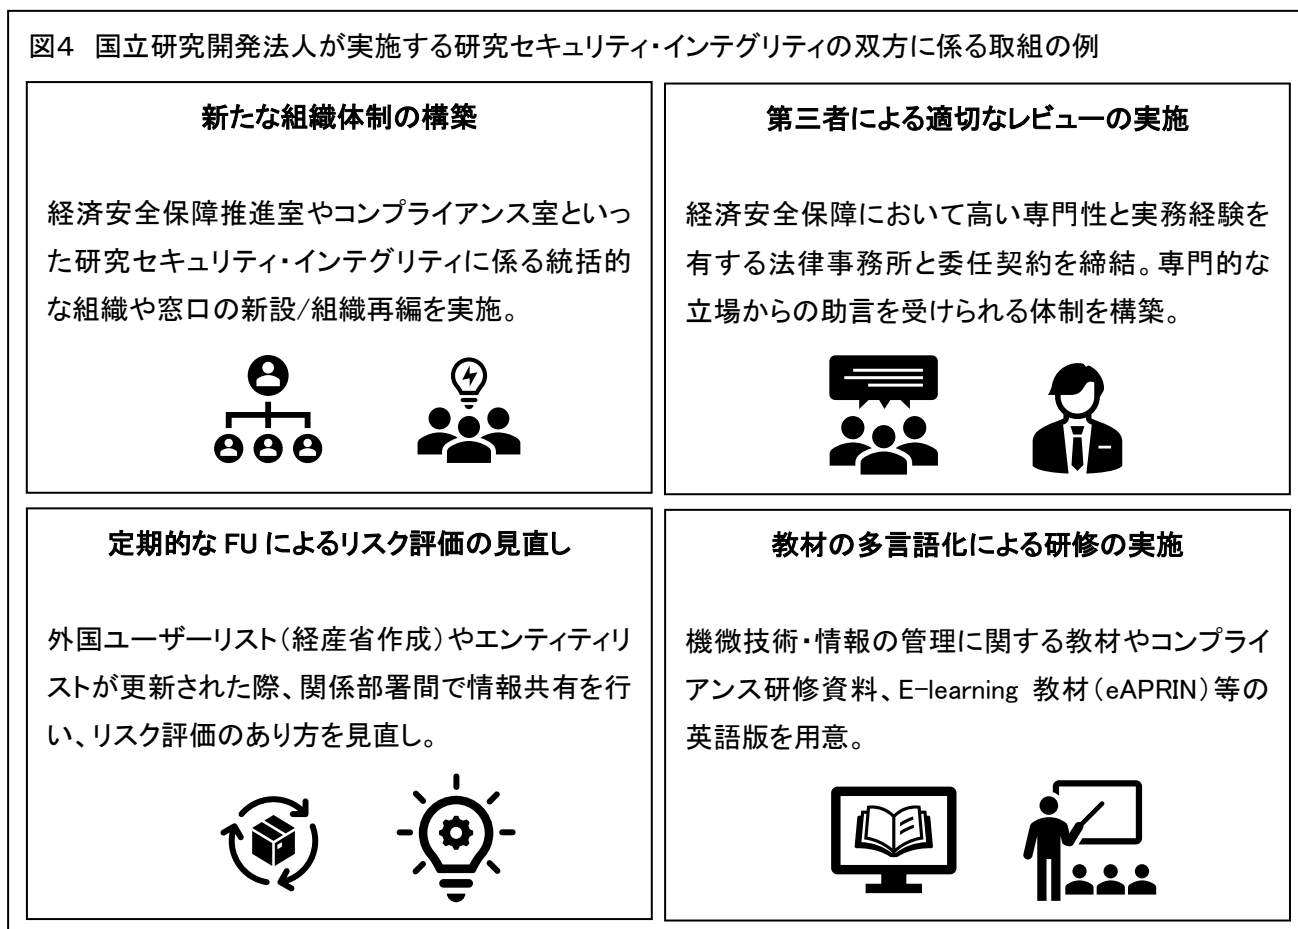 図4 国立研究開発法人が実施する研究セキュリティ・インテグリティの双方に係る取組の例
新たな組織体制の構築
経済安全保障推進室やコンプライアンス室といっ
た研究セキュリティ・インテグリティに係る統括的
な組織や窓口の新設/組織再編を実施。
第三者による適切なレビューの実施
経済安全保障において高い専門性と実務経験を
有する法律事務所と委任契約を締結。専門的な
立場からの助言を受けられる体制を構築。
定期的な FU によるリスク評価の見直し
外国ユーザーリスト(経産省作成)やエンティティリ
ストが更新された際、関係部署間で情報共有を行
い、リスク評価のあり方を見直し。
教材の多言語化による研修の実施
機微技術・情報の管理に関する教材やコンプライ
アンス研修資料、E-learning 教材(eAPRIN)等の
英語版を用意。